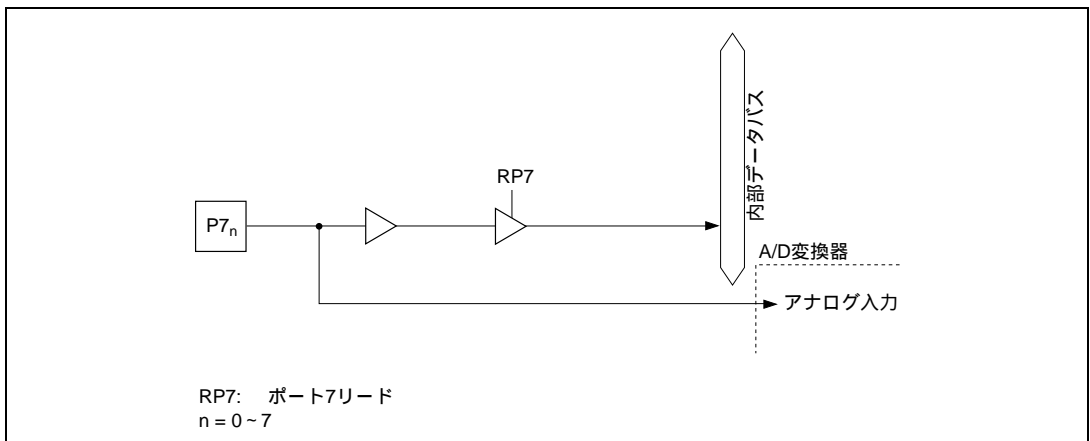 内部データバス
RP7
P7n
A/D変換器
アナログ入力
RP7: ポート7リード
n = 0~7